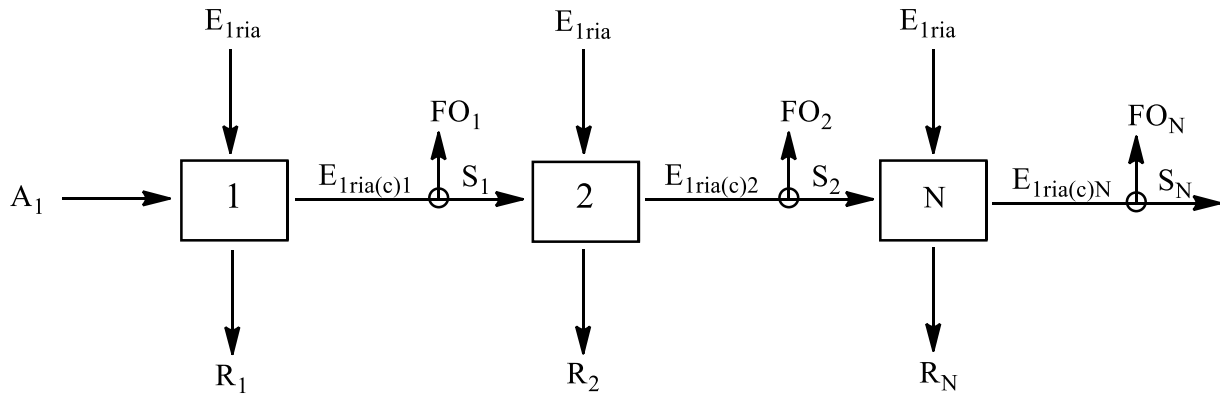 E1ria E1ria E1ria
FO1 FO2 FON
A1 1 E1ria(c)1 S1 2 E1ria(c)2 S2 N E1ria(c)N SN
R1 R2 RN